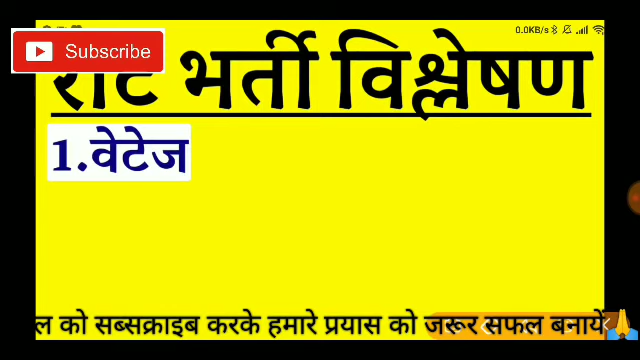 0.0KB/s
Subscribe
भर्ती विश्लेषण
1.वेटेज
को सब्सक्राइब करके हमारे प्रयास को जरूर सफल बनायें